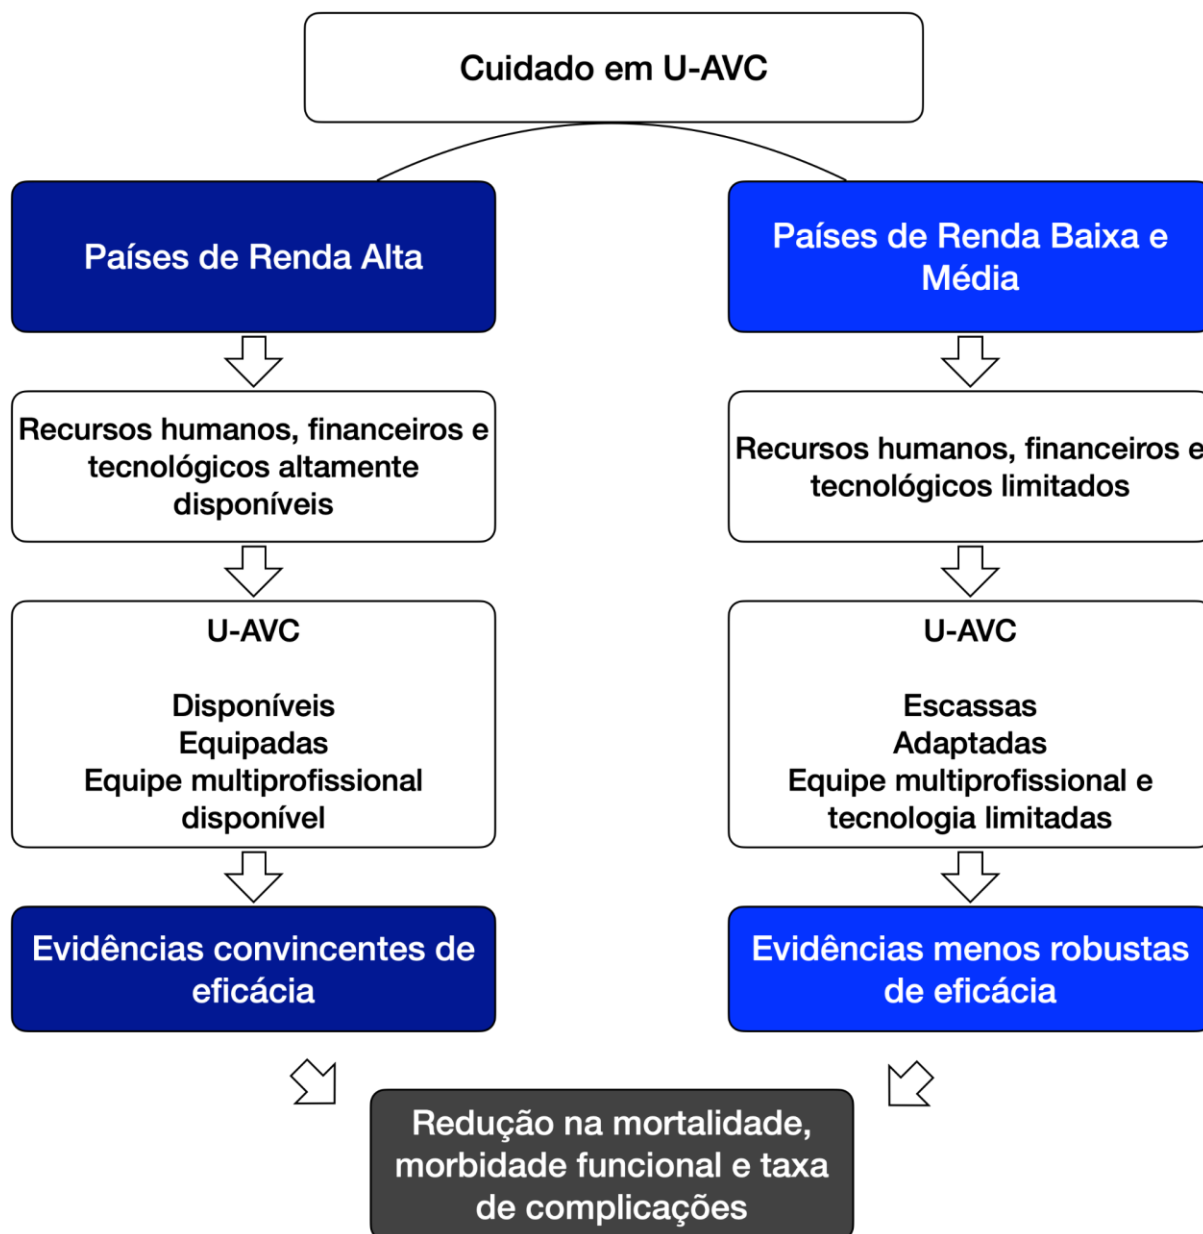 Cuidado em U-AVC
Países de Renda Alta
Países de Renda Baixa e
Média
Recursos humanos, financeiros e
tecnológicos altamente
disponíveis
Recursos humanos, financeiros e
tecnológicos limitados
U-AVC
Disponíveis
Equipadas
Equipe multiprofissional
disponível
U-AVC
Escassas
Adaptadas
Equipe multiprofissional e
tecnologia limitadas
Evidências convincentes de
eficácia
Evidências menos robustas
de eficácia
Redução na mortalidade,
morbidade funcional e taxa
de complicações